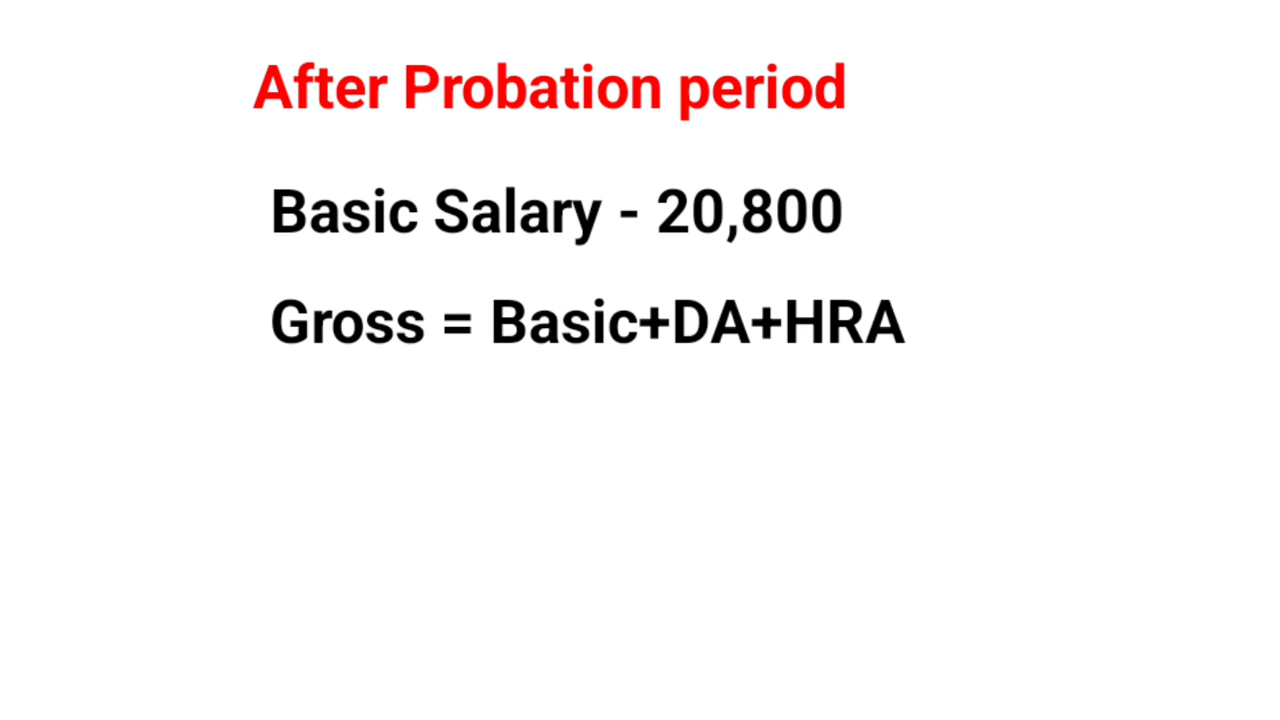 After Probation period
Basic Salary - 20,800
Gross = Basic+DA+HRA